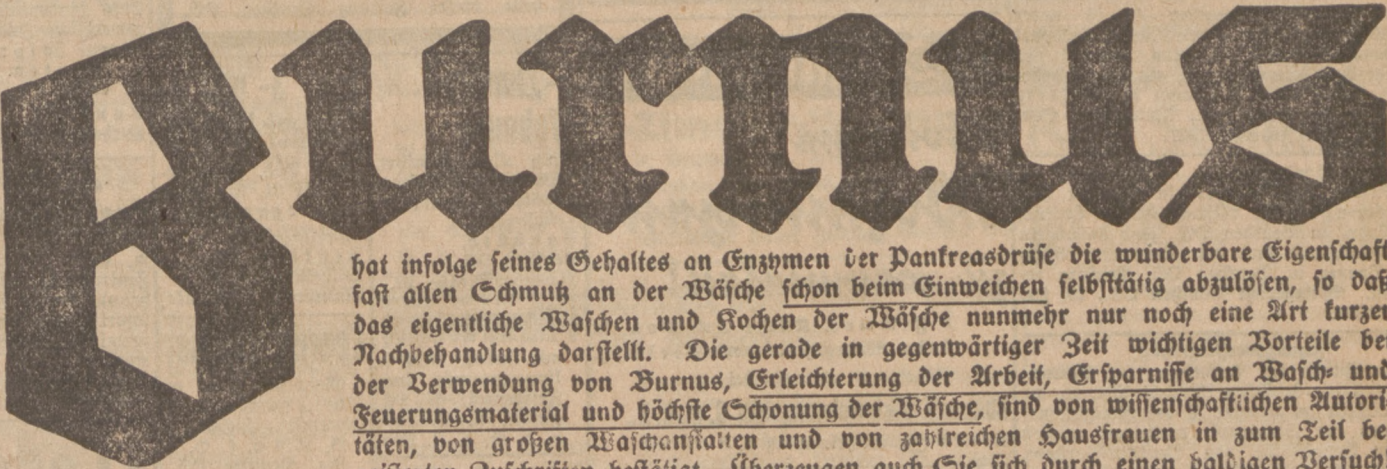 Burnus
hat infolge seines Gehaltes an Enzymen der Pankreasdrüse die wunderbare Eigenschaft
fast allen Schmutz an der Wäsche schon beim Einweichen selbsttätig abzulösen, so daß
das eigentliche Waschen und Kochen der Wäsche nunmehr nur noch eine Art kurzer
Nachbehandlung darstellt. Die gerade in gegenwärtiger Zeit wichtigen Vorteile be
der Verwendung von Burnus, Erleichterung der Arbeit, Ersparnisse an Wasch- und
Feuerungsmaterial und höchste Schonung der Wäsche, sind von wissenschaftlichen Autori-
täten, von großen Waschanstalten und von zahlreichen Hausfrauen in zum Teil be-
Zuschriften bestätigt. Überzeugen auch Sie sich durch einen baldigen Versuch